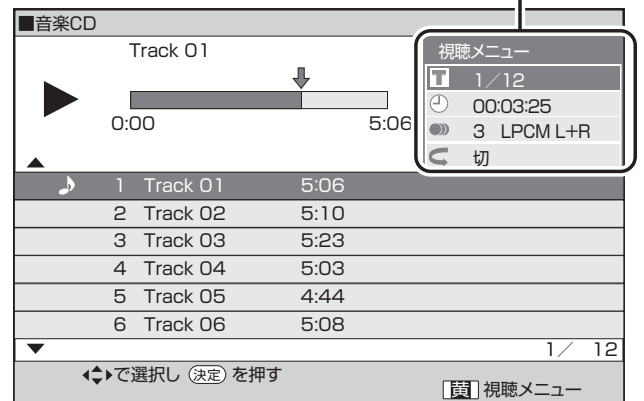 ■音楽CD
Track 01
0:00 5:06
視聴メニュー
T 1/12
00:03:25
3 LPCM L+R
切
1 Track 01 5:06
2 Track 02 5:10
3 Track 03 5:23
4 Track 04 5:03
5 Track 05 4:44
6 Track 06 5:08
1/ 12
で選択し 決定 を押す
黄 視聴メニュー